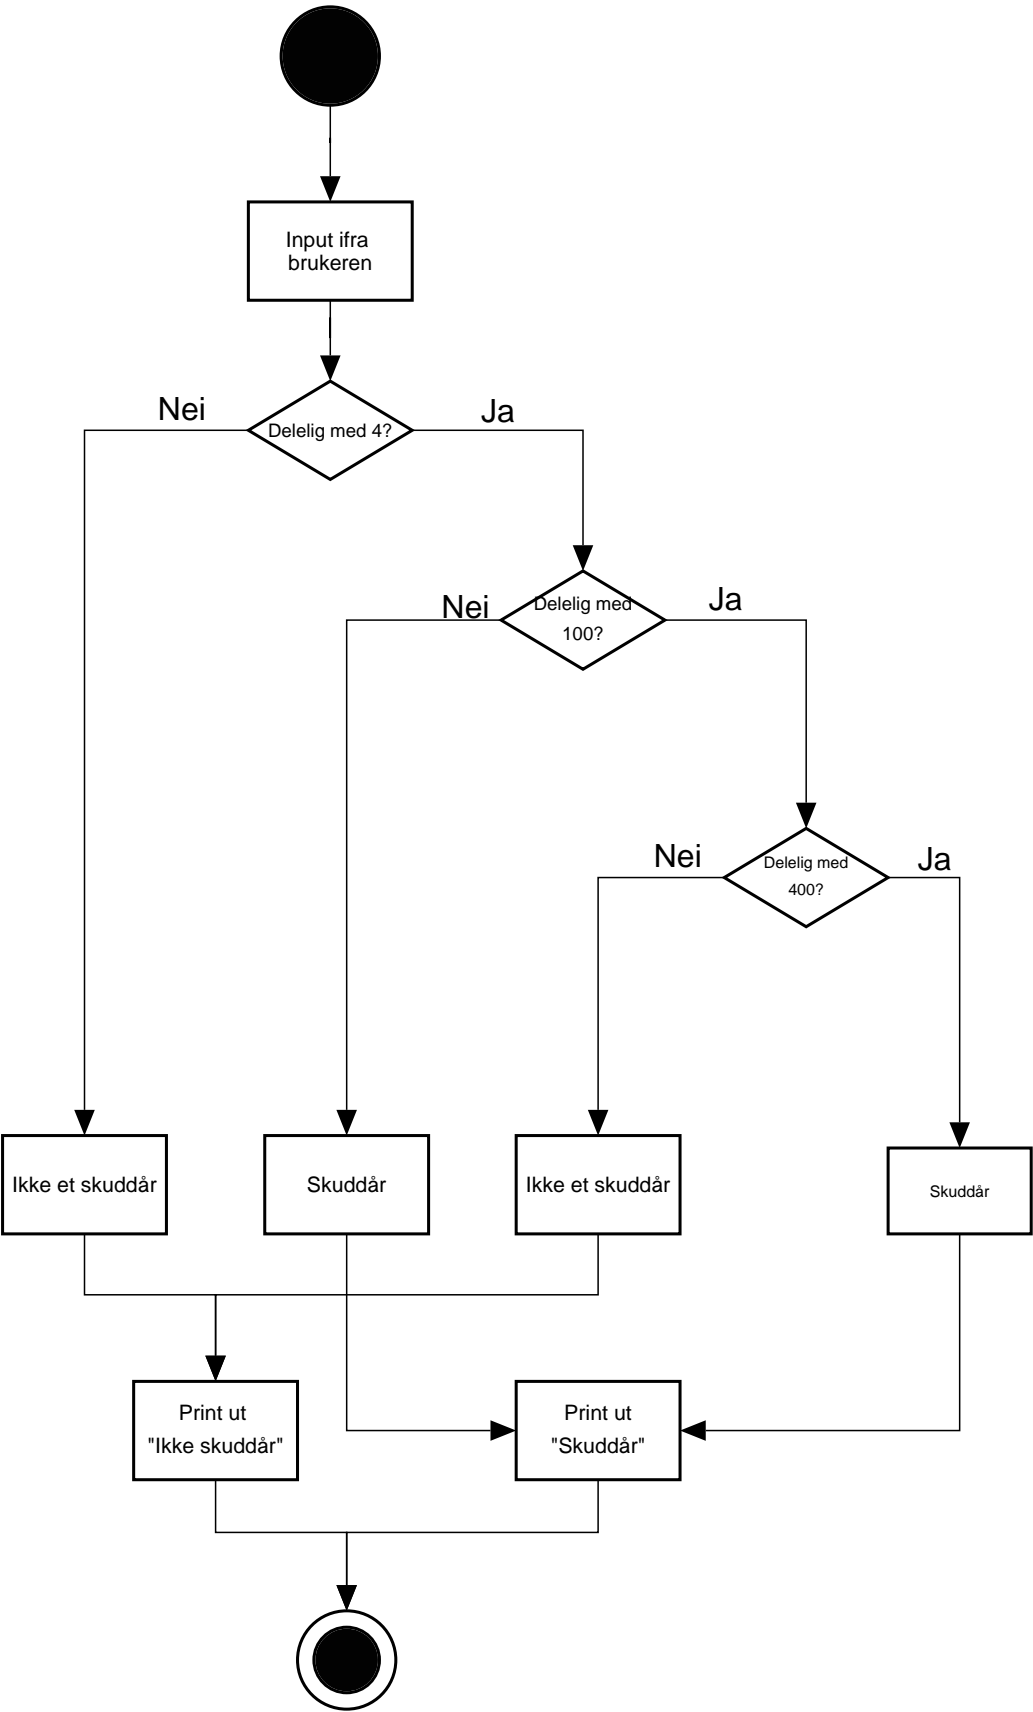 Input ifra
brukeren
Nei
Delelig med 4?
Ja
Nei
Delelig med
100?
Ja
Nei
Delelig med
400?
Ja
Ikke et skuddår
Skuddår
Ikke et skuddår
Skuddår
Print ut
"Ikke skuddår"
Print ut
"Skuddår"